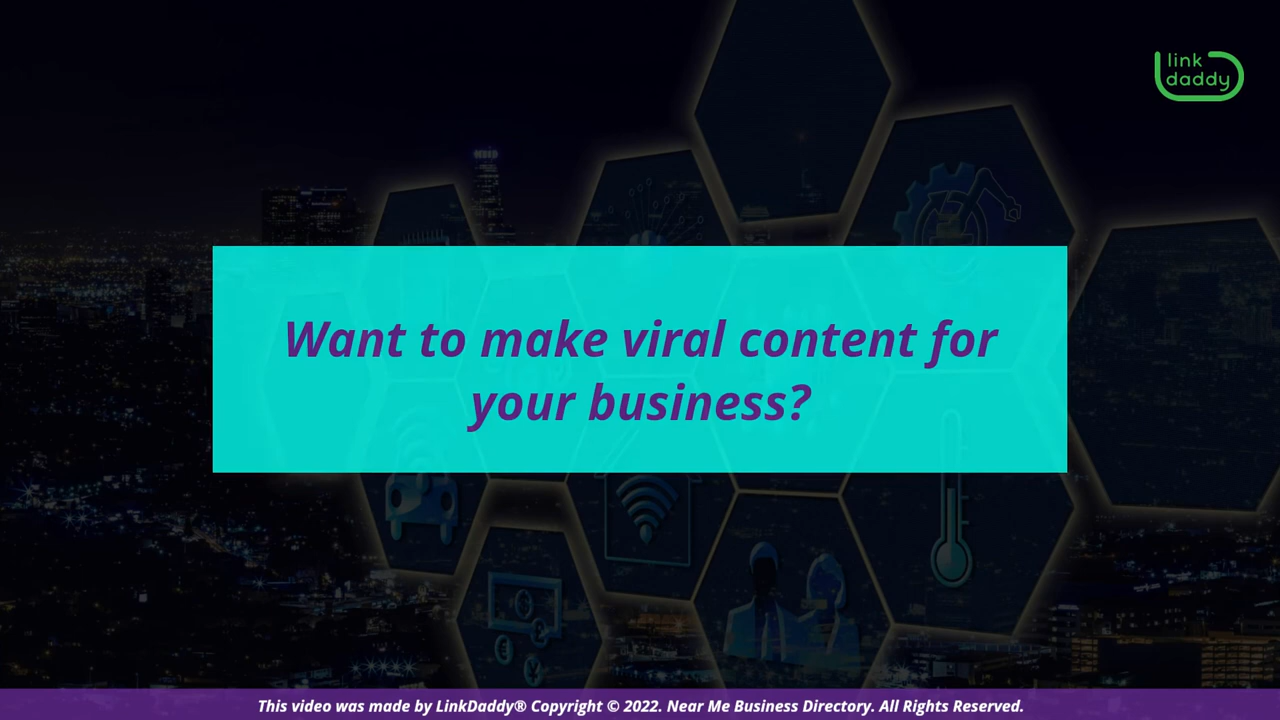 link
daddy
Want to make viral content for
your business?
This video was made by LinkDaddy® Copyright © 2022. Near Me Business Directory. All Rights Reserved.